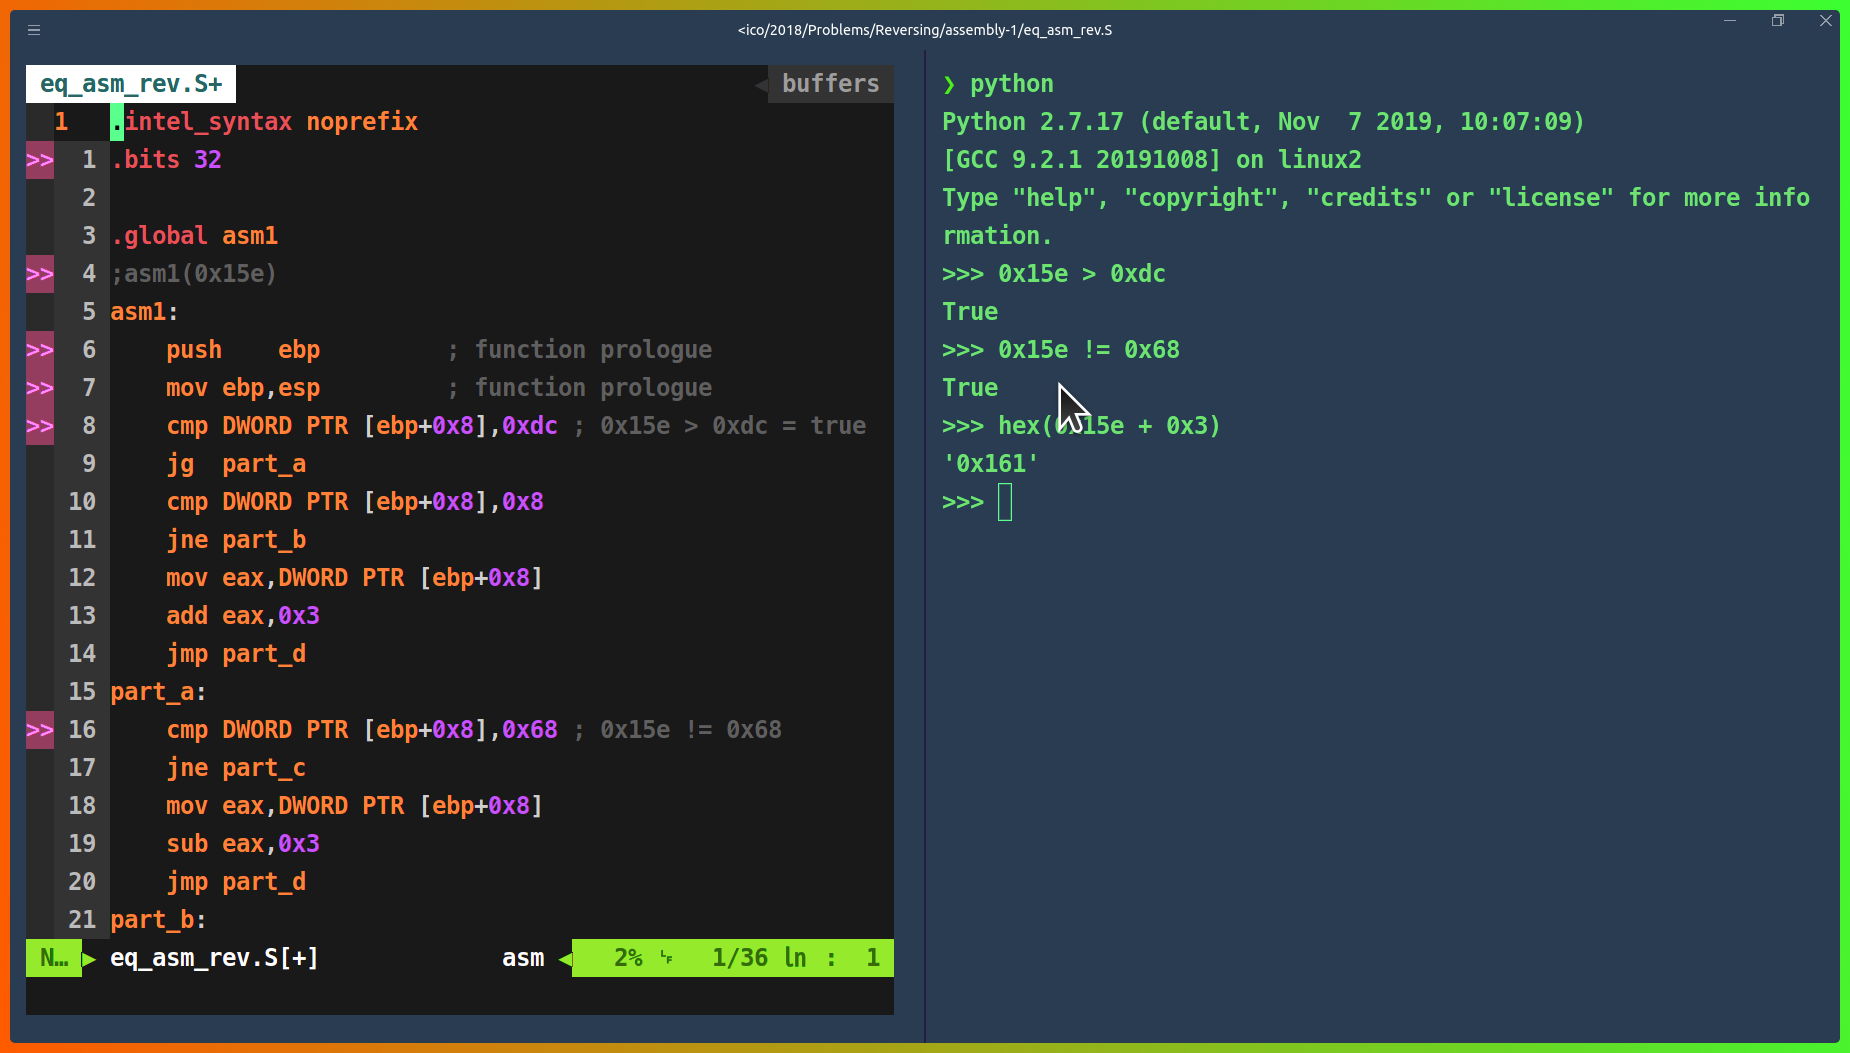 <ico/2018/Problems/Reversing/assembly-1/eq_asm_rev.S
eq_asm_rev.S+ buffers
1 .intel_syntax noprefix
>> 1 .bits 32
2
3 .global asm1
>> 4 ;asm1(0x15e)
5 asm1:
>> 6 push ebp ; function prologue
>> 7 mov ebp,esp ; function prologue
>> 8 cmp DWORD PTR [ebp+0x8],0xdc ; 0x15e > 0xdc = true
9 jg part_a
10 cmp DWORD PTR [ebp+0x8],0x8
11 jne part_b
12 mov eax,DWORD PTR [ebp+0x8]
13 add eax,0x3
14 jmp part_d
15 part_a:
>> 16 cmp DWORD PTR [ebp+0x8],0x68 ; 0x15e != 0x68
17 jne part_c
18 mov eax,DWORD PTR [ebp+0x8]
19 sub eax,0x3
20 jmp part_d
21 part_b:
N… eq_asm_rev.S[+] asm 2% ␊ 1/36 ln : 1
❯ python
Python 2.7.17 (default, Nov  7 2019, 10:07:09)
[GCC 9.2.1 20191008] on linux2
Type "help", "copyright", "credits" or "license" for more info
rmation.
>>> 0x15e > 0xdc
True
>>> 0x15e != 0x68
True
>>> hex(0x15e + 0x3)
'0x161'
>>>